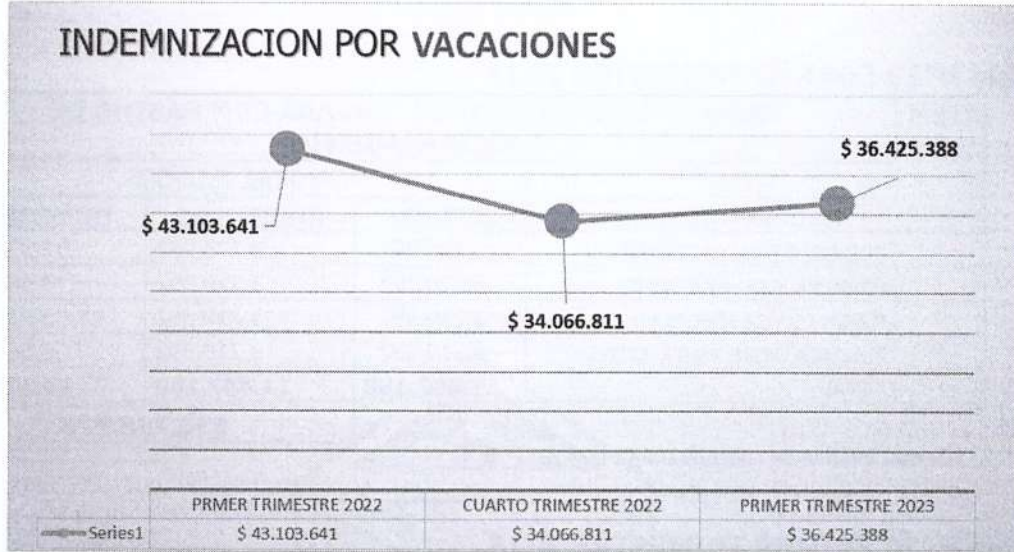 INDEMNIZACION POR VACACIONES
$ 36.425.388
$ 43.103.641
$ 34.066.811
PRMER TRIMESTRE 2022 CUARTO TRIMESTRE 2022 PRIMER TRIMESTRE 2023
Series1 $ 43.103.641 $ 34.066.811 $ 36.425.388